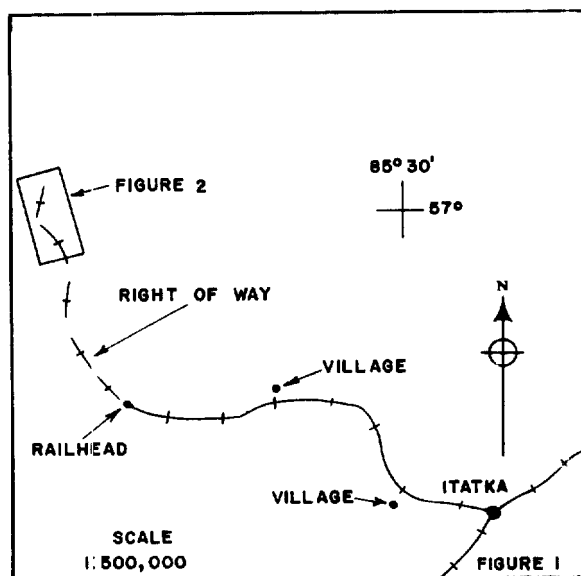 85° 30'
57°
FIGURE 2
N
RIGHT OF WAY
VILLAGE
RAILHEAD
VILLAGE
ITATKA
SCALE
1:500,000
FIGURE 1